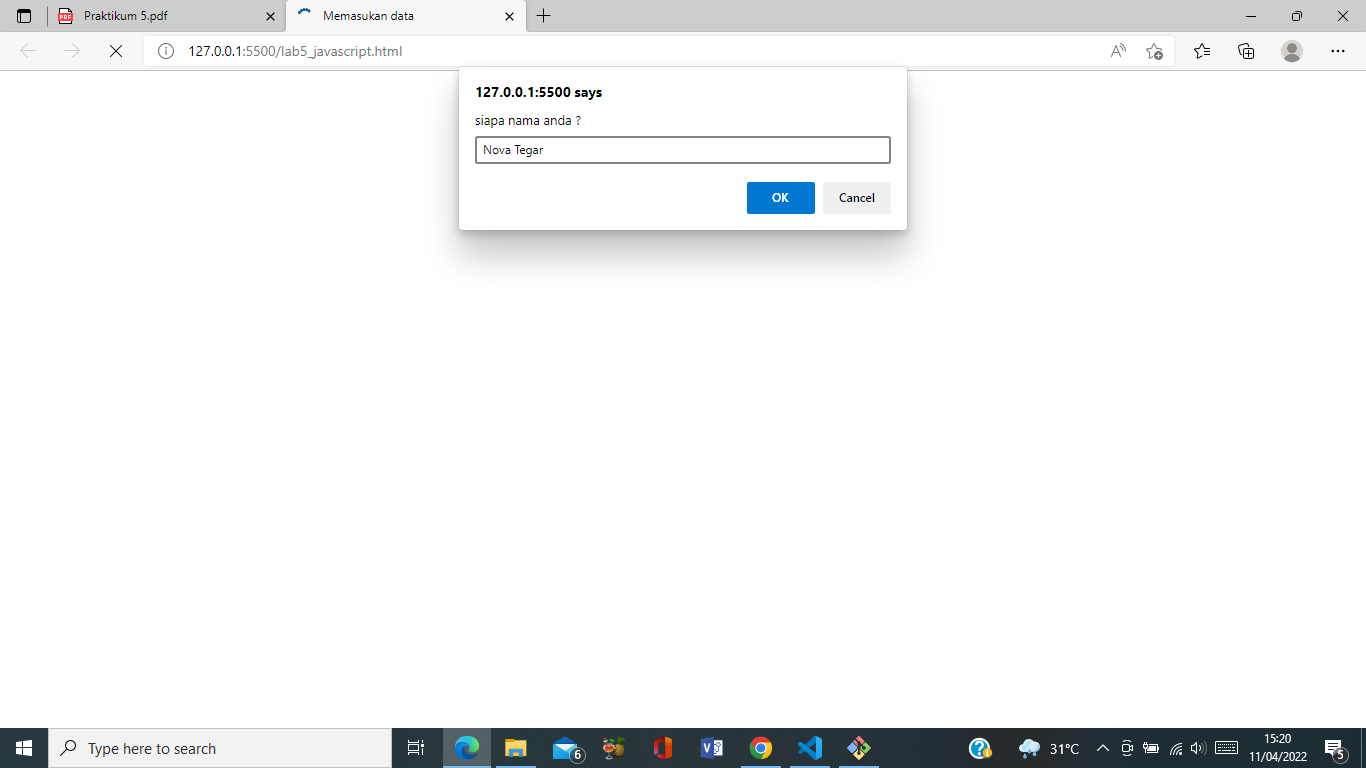 Praktikum 5.pdf
Memasukan data
127.0.0.1:5500/lab5_javascript.html
127.0.0.1:5500 says
siapa nama anda ?
Nova Tegar
OK
Cancel
Type here to search
6
31°C
15:20
11/04/2022
5